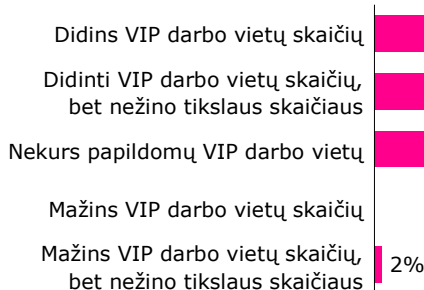 Didins VIP darbo vietų skaičių
Didinti VIP darbo vietų skaičių,
bet nežino tikslaus skaičiaus
Nekurs papildomų VIP darbo vietų
Mažins VIP darbo vietų skaičių
Mažins VIP darbo vietų skaičių,
bet nežino tikslaus skaičiaus
2%